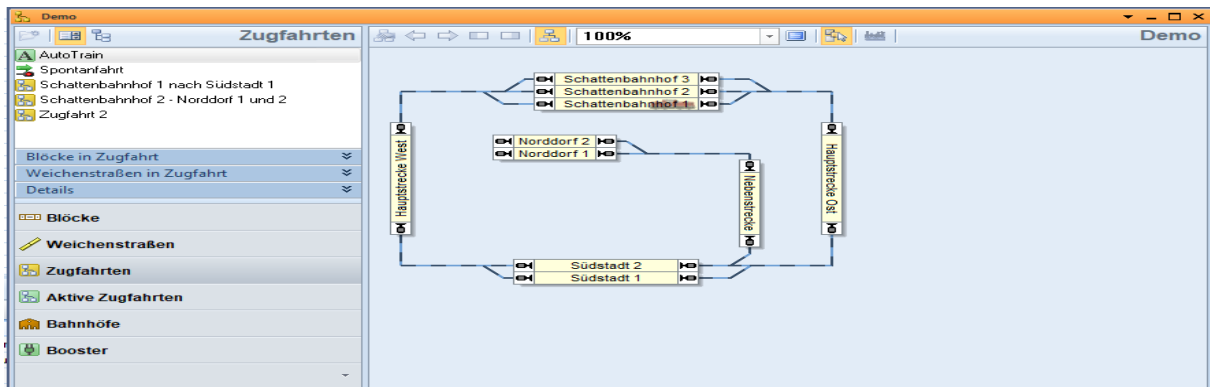 Demo
Zugfahrten
100%
Demo
AutoTrain
Spontanfahrt
Schattenbahnhof 1 nach Südstadt 1
Schattenbahnhof 2 - Norddorf 1 und 2
Zugfahrt 2
Blöcke in Zugfahrt
Weichenstraßen in Zugfahrt
Details
Blöcke
Weichenstraßen
Zugfahrten
Aktive Zugfahrten
Bahnhöfe
Booster
Schattenbahnhof 3
Schattenbahnhof 2
Schattenbahnhof 1
Norddorf 2
Norddorf 1
Hauptstrecke West
Nebenstrecke
Hauptstrecke Ost
Südstadt 2
Südstadt 1